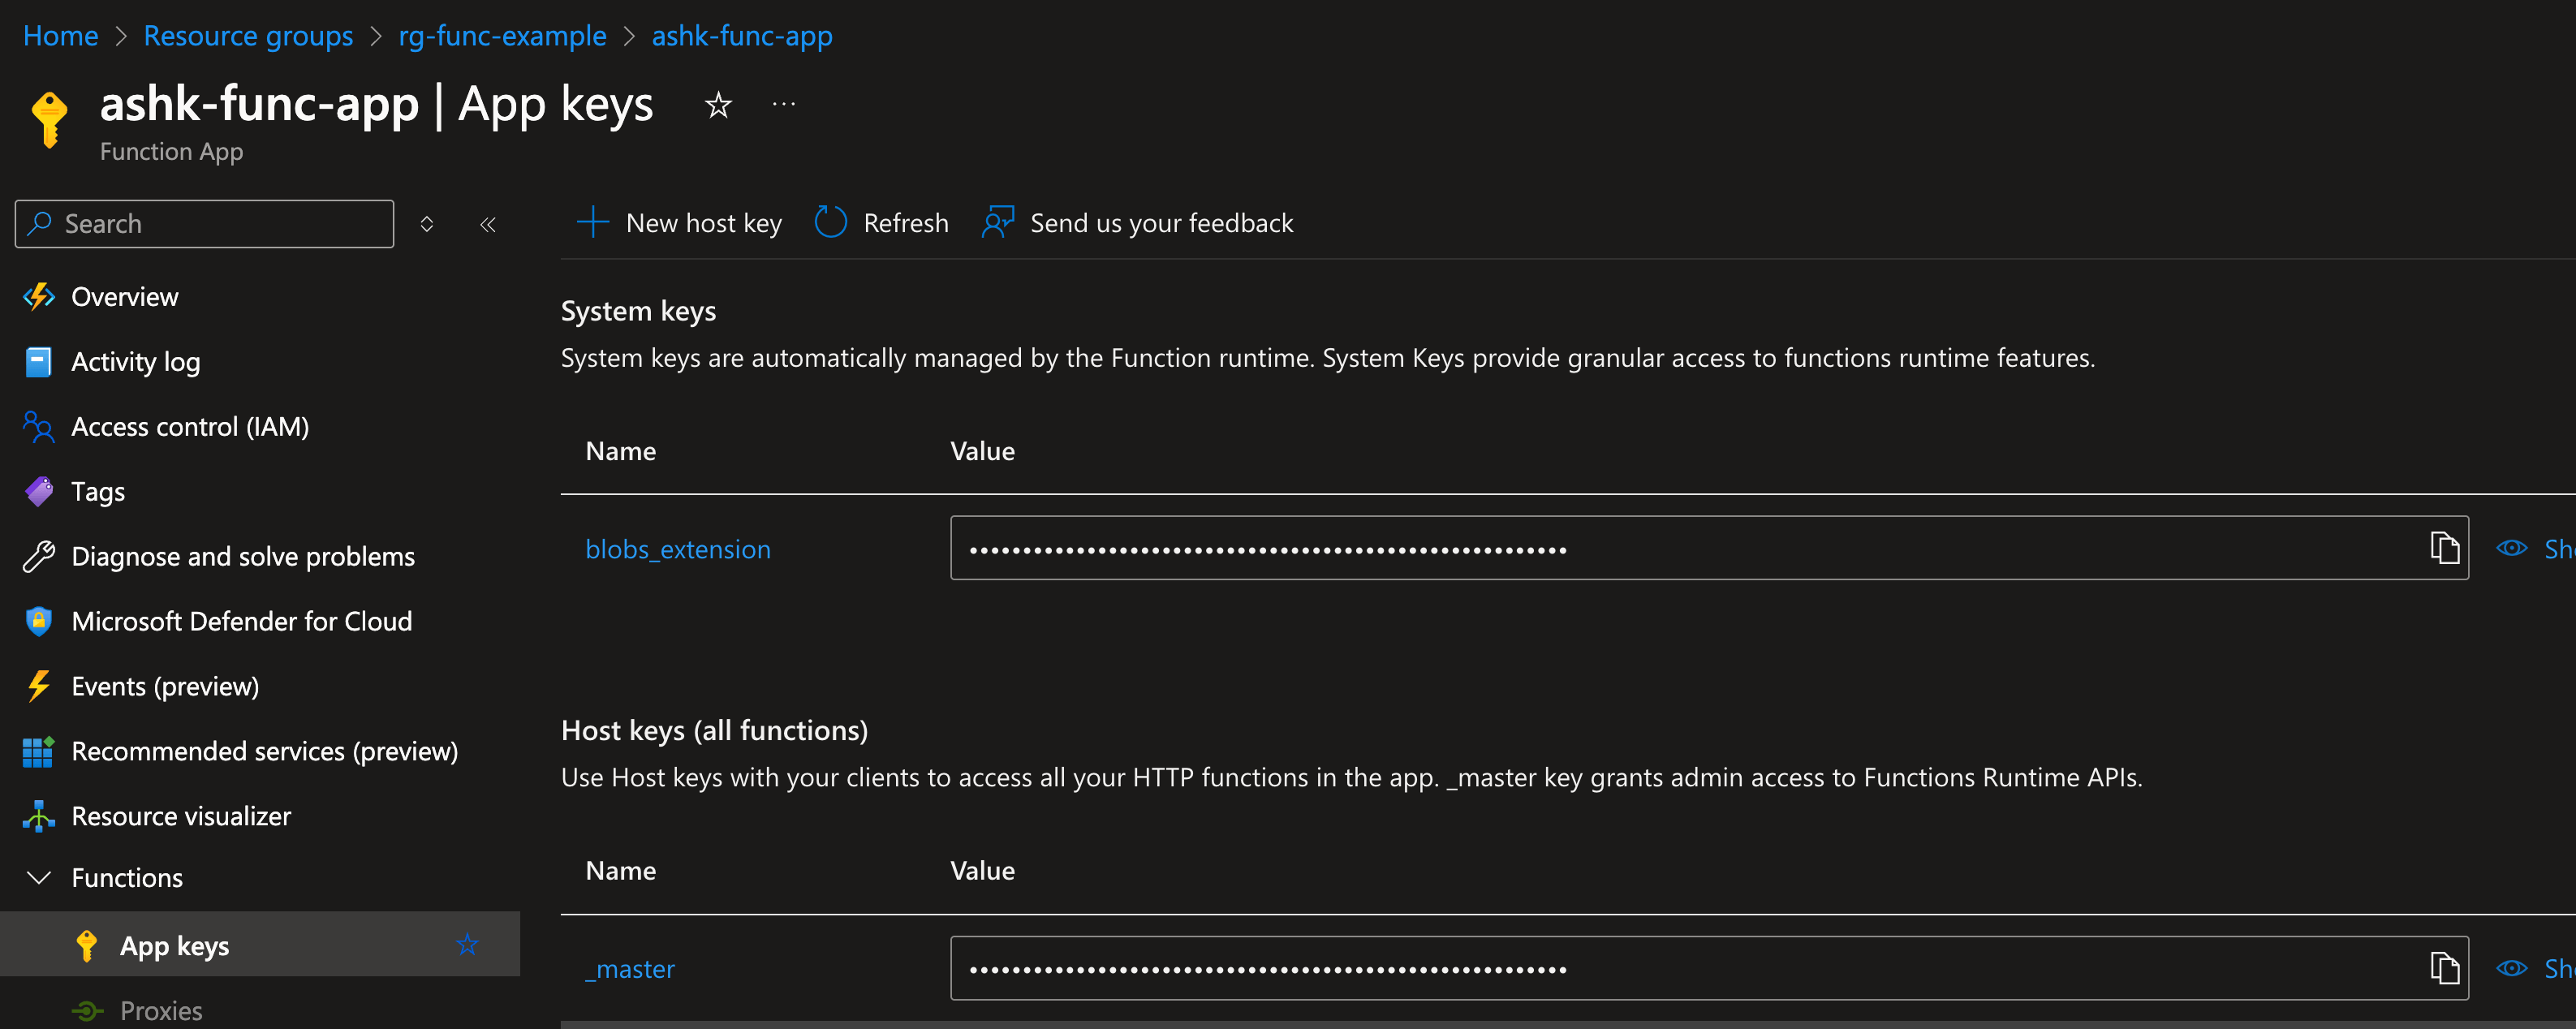 Home > Resource groups > rg-func-example > ashk-func-app
ashk-func-app | App keys
Function App
Search
New host key Refresh Send us your feedback
Overview
Activity log
Access control (IAM)
Tags
Diagnose and solve problems
Microsoft Defender for Cloud
Events (preview)
Recommended services (preview)
Resource visualizer
Functions
App keys
Proxies
System keys
System keys are automatically managed by the Function runtime. System Keys provide granular access to functions runtime features.
Name Value
blobs_extension
Host keys (all functions)
Use Host keys with your clients to access all your HTTP functions in the app. _master key grants admin access to Functions Runtime APIs.
Name Value
_master